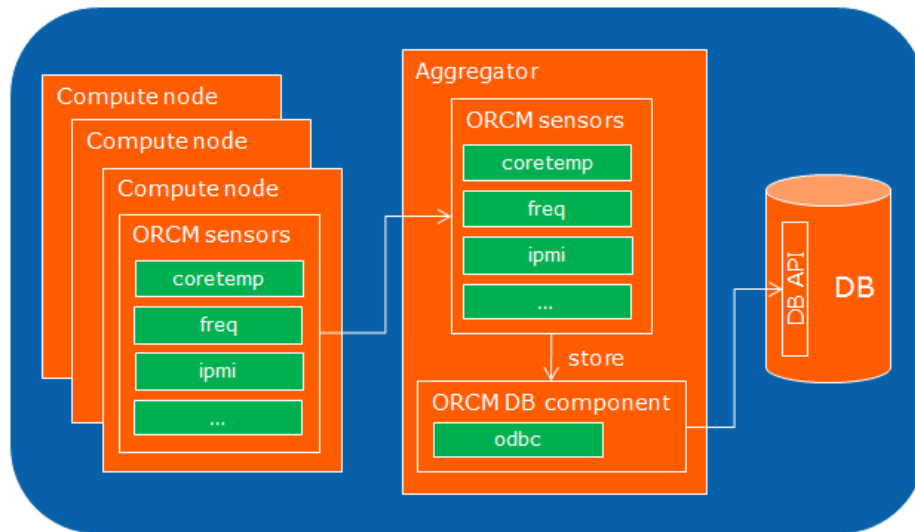 Compute node
Compute node
Compute node
ORCM sensors
coretemp
freq
ipmi
...
Aggregator
ORCM sensors
coretemp
freq
ipmi
...
store
ORCM DB component
odbc
DB API
DB